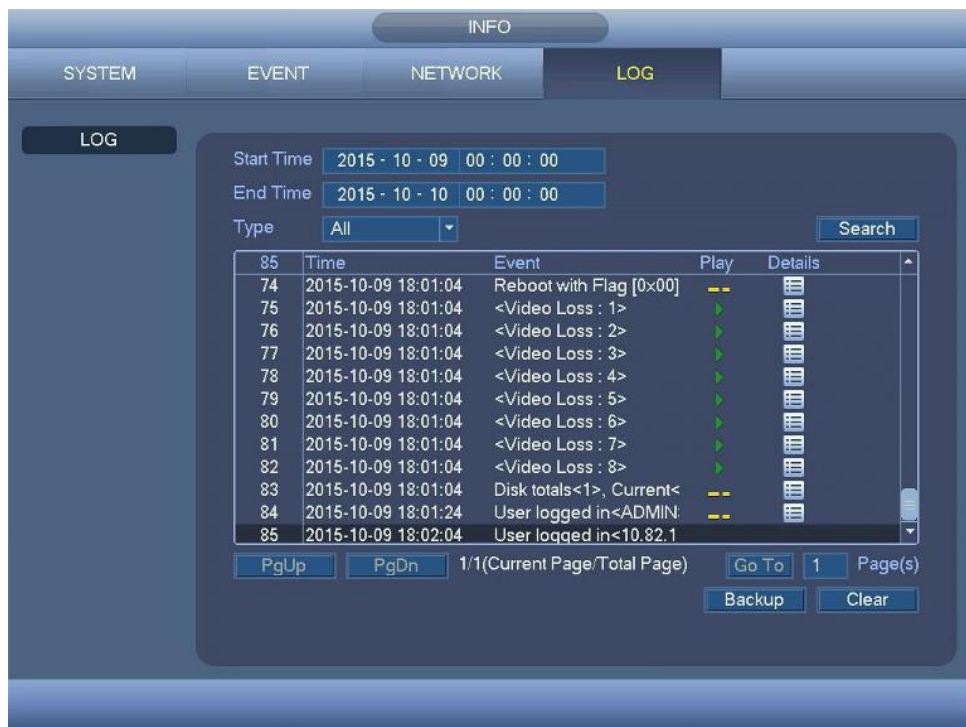 INFO
SYSTEM EVENT NETWORK LOG
LOG
Start Time 2015 - 10 - 09 00 : 00 : 00
End Time 2015 - 10 - 10 00 : 00 : 00
Type All
Search
85 Time Event Play Details
74 2015-10-09 18:01:04 Reboot with Flag [0x00]
75 2015-10-09 18:01:04 <Video Loss : 1>
76 2015-10-09 18:01:04 <Video Loss : 2>
77 2015-10-09 18:01:04 <Video Loss : 3>
78 2015-10-09 18:01:04 <Video Loss : 4>
79 2015-10-09 18:01:04 <Video Loss : 5>
80 2015-10-09 18:01:04 <Video Loss : 6>
81 2015-10-09 18:01:04 <Video Loss : 7>
82 2015-10-09 18:01:04 <Video Loss : 8>
83 2015-10-09 18:01:04 Disk totals<1>, Current<
84 2015-10-09 18:01:24 User logged in<ADMIN:
85 2015-10-09 18:02:04 User logged in<10.82.1
PgUp PgDn 1/1(Current Page/Total Page) Go To 1 Page(s)
Backup Clear